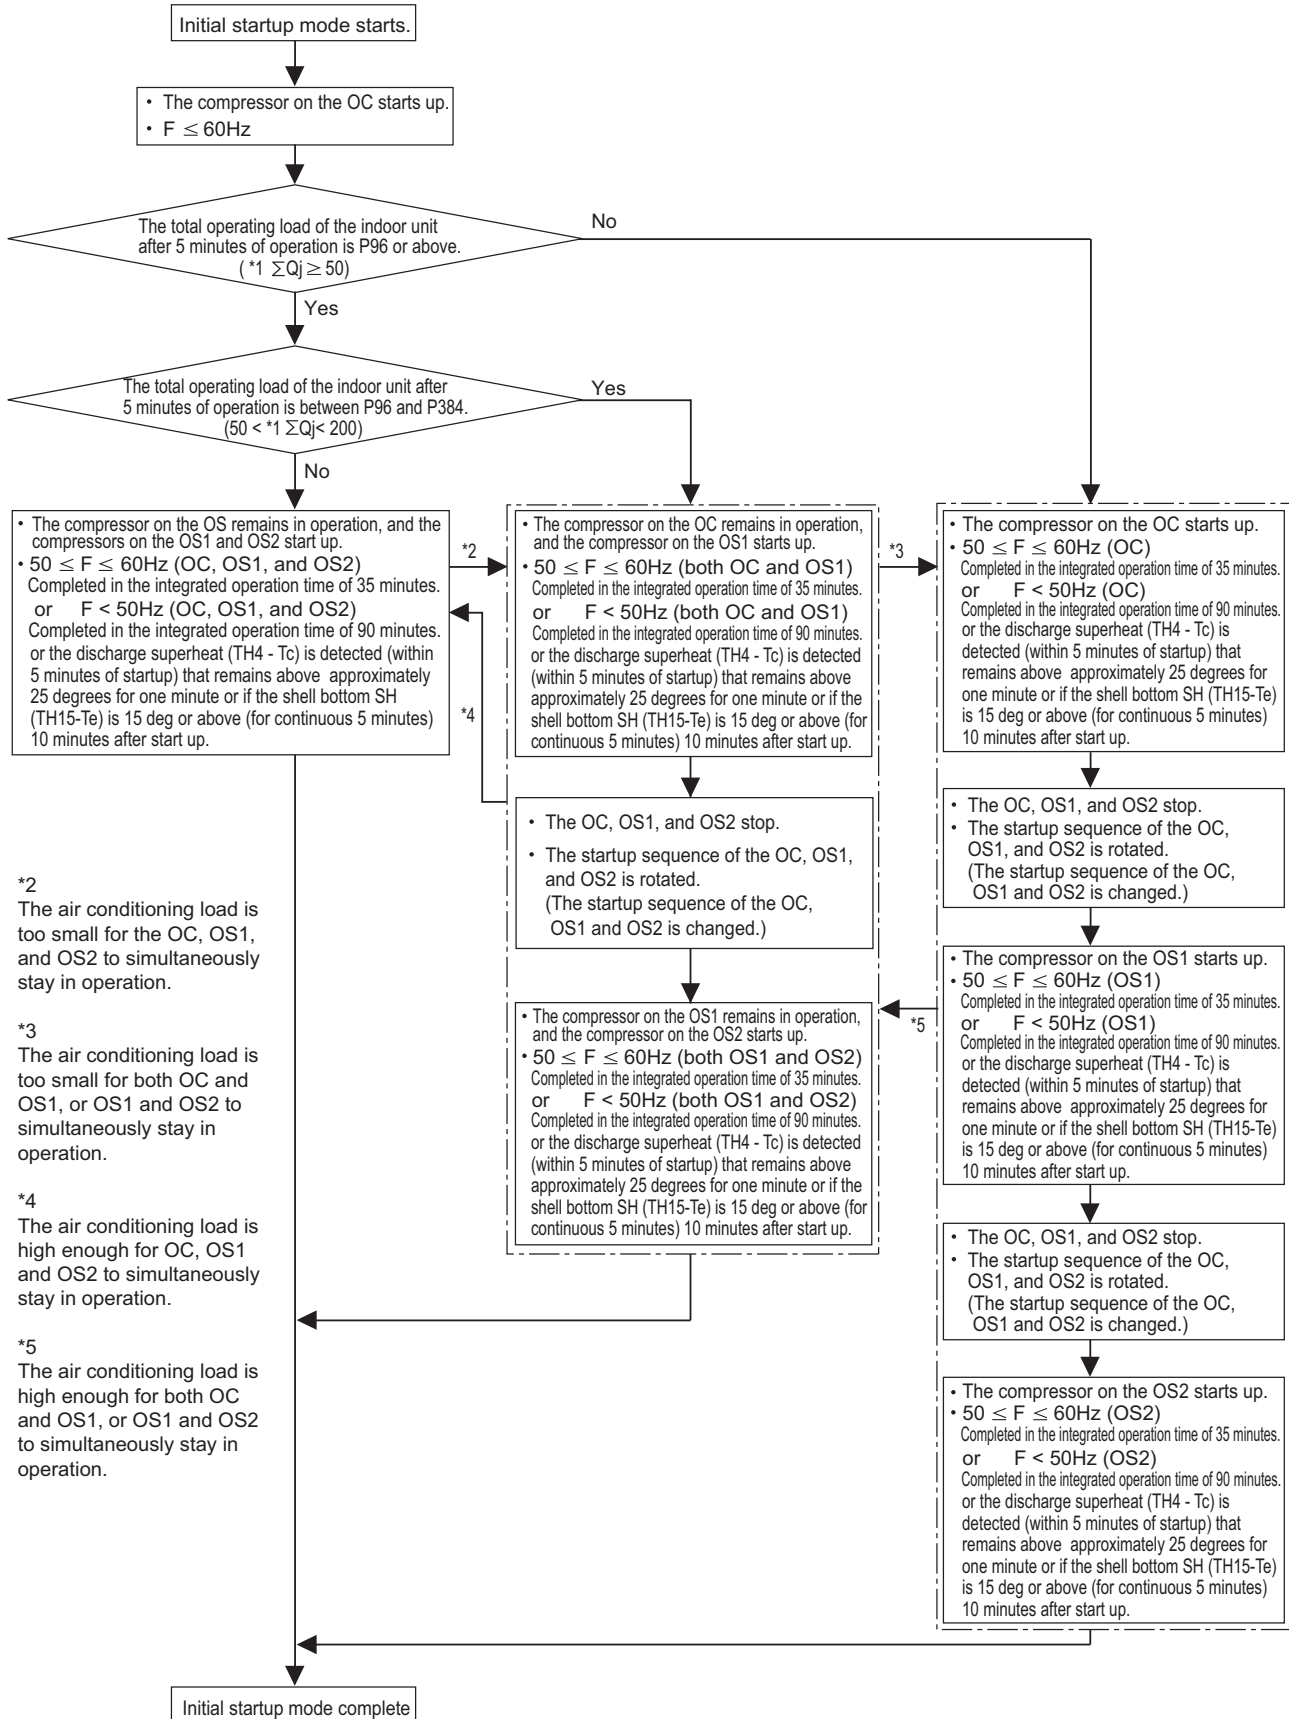 Initial startup mode starts.
• The compressor on the OC starts up.
• F ≤ 60Hz
The total operating load of the indoor unit
after 5 minutes of operation is P96 or above.
( *1 ∑Qj ≥ 50)
No
Yes
The total operating load of the indoor unit after
5 minutes of operation is between P96 and P384.
(50 < *1 ∑Qj< 200)
Yes
No
• The compressor on the OS remains in operation, and the
compressors on the OS1 and OS2 start up.
• 50 ≤ F ≤ 60Hz (OC, OS1, and OS2)
Completed in the integrated operation time of 35 minutes.
or F < 50Hz (OC, OS1, and OS2)
Completed in the integrated operation time of 90 minutes.
or the discharge superheat (TH4 - Tc) is detected (within
5 minutes of startup) that remains above approximately
25 degrees for one minute or if the shell bottom SH
(TH15-Te) is 15 deg or above (for continuous 5 minutes)
10 minutes after start up.
*2
*4
• The compressor on the OC remains in operation,
and the compressor on the OS1 starts up.
• 50 ≤ F ≤ 60Hz (both OC and OS1)
Completed in the integrated operation time of 35 minutes.
or F < 50Hz (both OC and OS1)
Completed in the integrated operation time of 90 minutes.
or the discharge superheat (TH4 - Tc) is detected
(within 5 minutes of startup) that remains above
approximately 25 degrees for one minute or if the
shell bottom SH (TH15-Te) is 15 deg or above (for
continuous 5 minutes) 10 minutes after start up.
*3
• The compressor on the OC starts up.
• 50 ≤ F ≤ 60Hz (OC)
Completed in the integrated operation time of 35 minutes.
or F < 50Hz (OC)
Completed in the integrated operation time of 90 minutes.
or the discharge superheat (TH4 - Tc) is
detected (within 5 minutes of startup) that
remains above approximately 25 degrees for
one minute or if the shell bottom SH (TH15-Te)
is 15 deg or above (for continuous 5 minutes)
10 minutes after start up.
• The OC, OS1, and OS2 stop.
• The startup sequence of the OC, OS1,
and OS2 is rotated.
(The startup sequence of the OC,
OS1 and OS2 is changed.)
• The OC, OS1, and OS2 stop.
• The startup sequence of the OC,
OS1, and OS2 is rotated.
(The startup sequence of the OC,
OS1 and OS2 is changed.)
• The compressor on the OS1 remains in operation,
and the compressor on the OS2 starts up.
• 50 ≤ F ≤ 60Hz (both OS1 and OS2)
Completed in the integrated operation time of 35 minutes.
or F < 50Hz (both OS1 and OS2)
Completed in the integrated operation time of 90 minutes.
or the discharge superheat (TH4 - Tc) is detected
(within 5 minutes of startup) that remains above
approximately 25 degrees for one minute or if the
shell bottom SH (TH15-Te) is 15 deg or above (for
continuous 5 minutes) 10 minutes after start up.
*5
• The compressor on the OS1 starts up.
• 50 ≤ F ≤ 60Hz (OS1)
Completed in the integrated operation time of 35 minutes.
or F < 50Hz (OS1)
Completed in the integrated operation time of 90 minutes.
or the discharge superheat (TH4 - Tc) is
detected (within 5 minutes of startup) that
remains above approximately 25 degrees for
one minute or if the shell bottom SH (TH15-Te)
is 15 deg or above (for continuous 5 minutes)
10 minutes after start up.
• The OC, OS1, and OS2 stop.
• The startup sequence of the OC,
OS1, and OS2 is rotated.
(The startup sequence of the OC,
OS1 and OS2 is changed.)
• The compressor on the OS2 starts up.
• 50 ≤ F ≤ 60Hz (OS2)
Completed in the integrated operation time of 35 minutes.
or F < 50Hz (OS2)
Completed in the integrated operation time of 90 minutes.
or the discharge superheat (TH4 - Tc) is
detected (within 5 minutes of startup) that
remains above approximately 25 degrees for
one minute or if the shell bottom SH (TH15-Te)
is 15 deg or above (for continuous 5 minutes)
10 minutes after start up.
*2
The air conditioning load is
too small for the OC, OS1,
and OS2 to simultaneously
stay in operation.
*3
The air conditioning load is
too small for both OC and
OS1, or OS1 and OS2 to
simultaneously stay in
operation.
*4
The air conditioning load is
high enough for OC, OS1
and OS2 to simultaneously
stay in operation.
*5
The air conditioning load is
high enough for both OC
and OS1, or OS1 and OS2
to simultaneously stay in
operation.
Initial startup mode complete